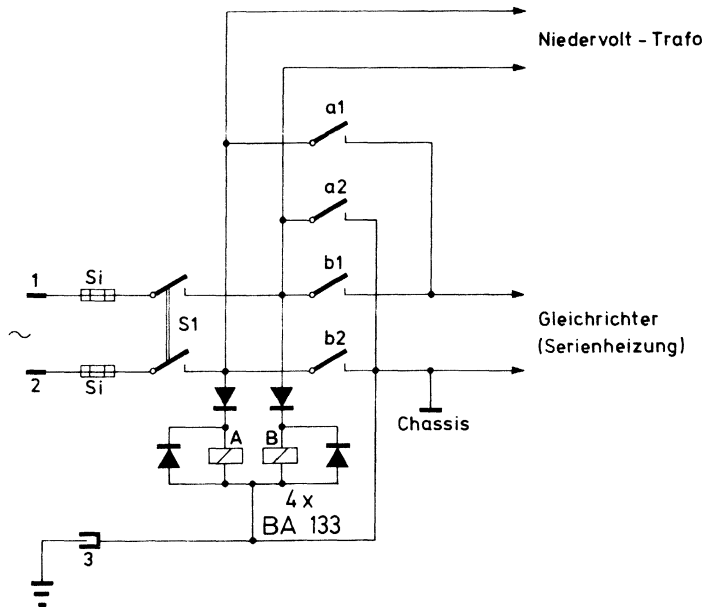 Niedervolt - Trafo
a1
a2
1
Si
b1
~
S1
Gleichrichter
(Serienheizung)
b2
2
Si
Chassis
A
B
4 x
BA 133
3